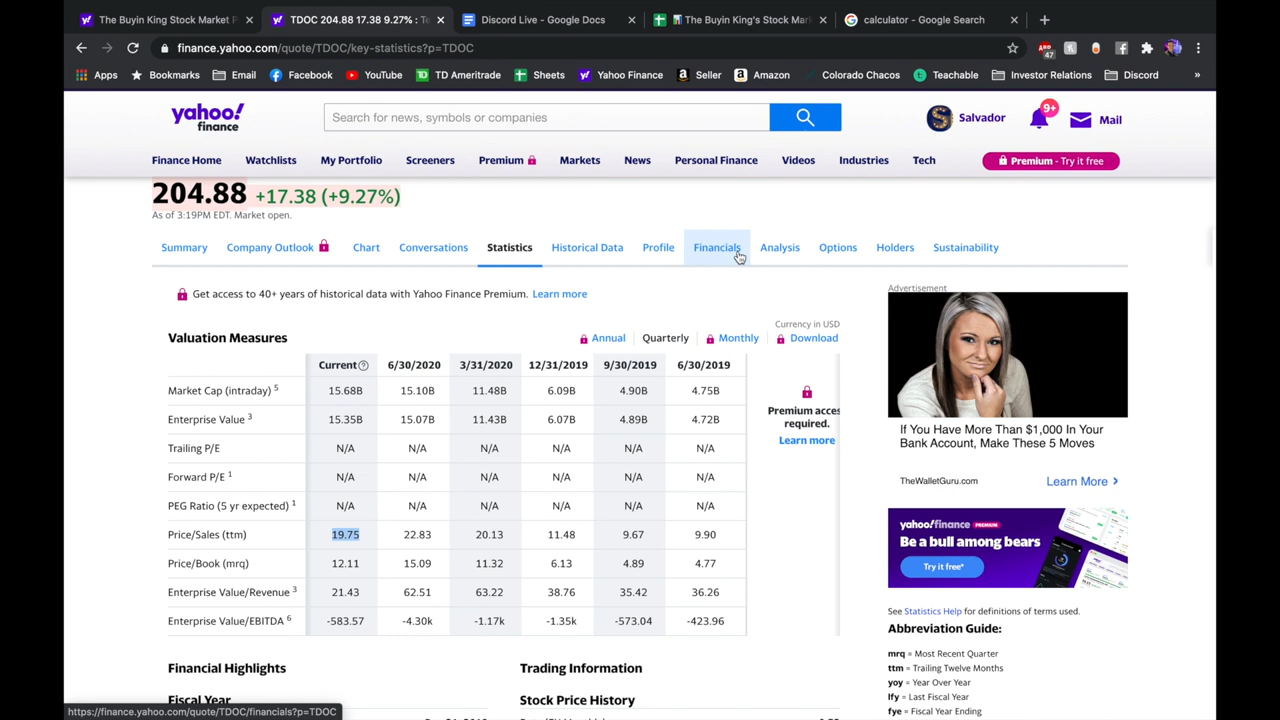 The Buyin King Stock Market P
TDOC 204.88 17.38 9.27% : T
Discord Live - Google Docs
The Buyin King's Stock Mar
calculator - Google Search
finance.yahoo.com/quote/TDOC/key-statistics?p=TDOC
47
Apps
Bookmarks
Email
Facebook
YouTube
TD Ameritrade
Sheets
Yahoo Finance
Seller
Amazon
Colorado Chacos
Teachable
Investor Relations
Discord
»
yahoo!
finance
Search for news, symbols or companies
Salvador
9+
Mail
Finance Home
Watchlists
My Portfolio
Screeners
Premium
Markets
News
Personal Finance
Videos
Industries
Tech
Premium - Try it free
204.88 +17.38 (+9.27%)
As of 3:19PM EDT. Market open.
Summary
Company Outlook
Chart
Conversations
Statistics
Historical Data
Profile
Financials
Analysis
Options
Holders
Sustainability
Get access to 40+ years of historical data with Yahoo Finance Premium. Learn more
Currency in USD
Valuation Measures
Annual
Quarterly
Monthly
Download
Current 6/30/2020 3/31/2020 12/31/2019 9/30/2019 6/30/2019
Market Cap (intraday) 5 15.68B 15.10B 11.48B 6.09B 4.90B 4.75B
Enterprise Value 3 15.35B 15.07B 11.43B 6.07B 4.89B 4.72B
Trailing P/E N/A N/A N/A N/A N/A N/A
Forward P/E 1 N/A N/A N/A N/A N/A N/A
PEG Ratio (5 yr expected) 1 N/A N/A N/A N/A N/A N/A
Price/Sales (ttm) 19.75 22.83 20.13 11.48 9.67 9.90
Price/Book (mrq) 12.11 15.09 11.32 6.13 4.89 4.77
Enterprise Value/Revenue 3 21.43 62.51 63.22 38.76 35.42 36.26
Enterprise Value/EBITDA 6 -583.57 -4.30k -1.17k -1.35k -573.04 -423.96
Premium acces
required.
Learn more
Financial Highlights
Fiscal Year
Trading Information
Stock Price History
Advertisement
If You Have More Than $1,000 In Your
Bank Account, Make These 5 Moves
TheWalletGuru.com
Learn More
yahoo!finance PREMIUM
Be a bull among bears
Try it free*
See Statistics Help for definitions of terms used.
Abbreviation Guide:
mrq = Most Recent Quarter
ttm = Trailing Twelve Months
yoy = Year Over Year
lfy = Last Fiscal Year
fye = Fiscal Year Ending
https://finance.yahoo.com/quote/TDOC/financials?p=TDOC